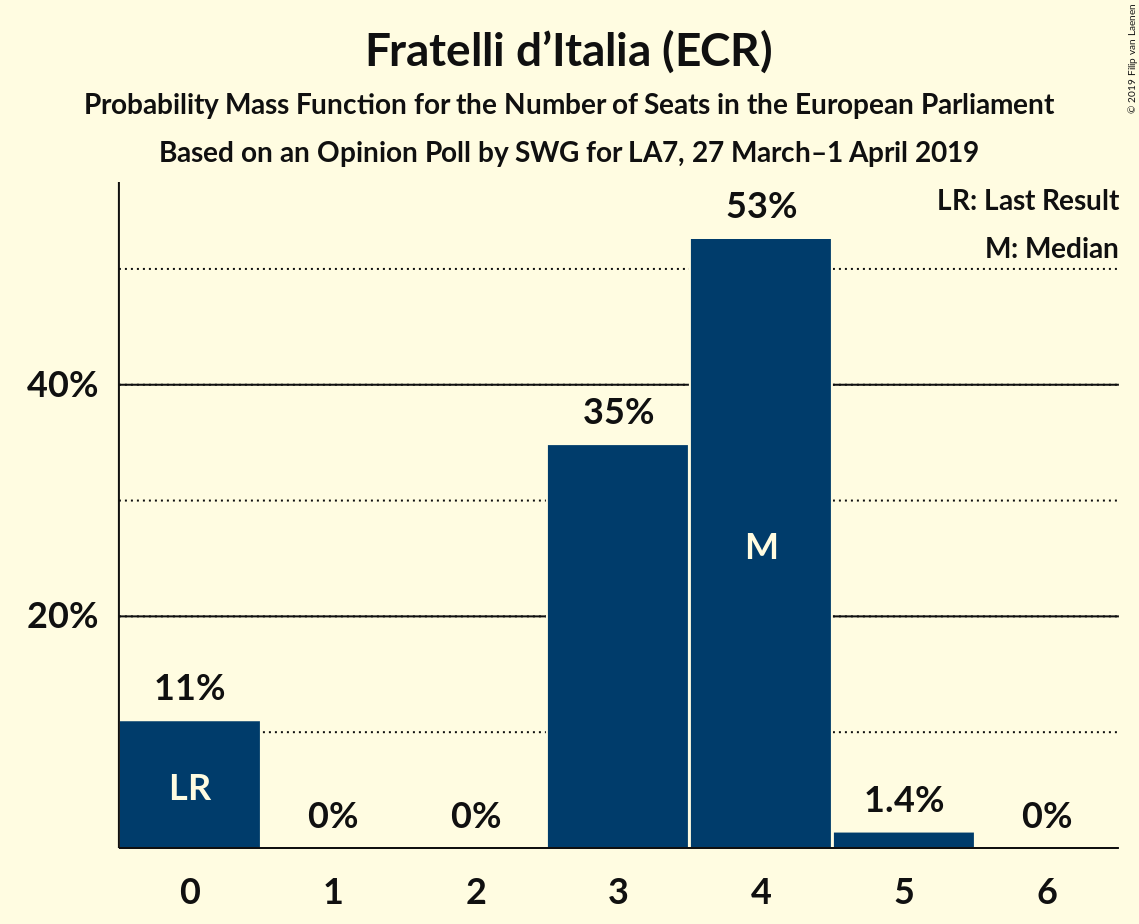 Fratelli d’Italia (ECR)
Probability Mass Function for the Number of Seats in the European Parliament
Based on an Opinion Poll by SWG for LA7, 27 March–1 April 2019
© 2019 Filip van Laenen
LR: Last Result
M: Median
53%
40%
35%
M
20%
11%
LR
0%
0%
1.4%
0%
0 1 2 3 4 5 6